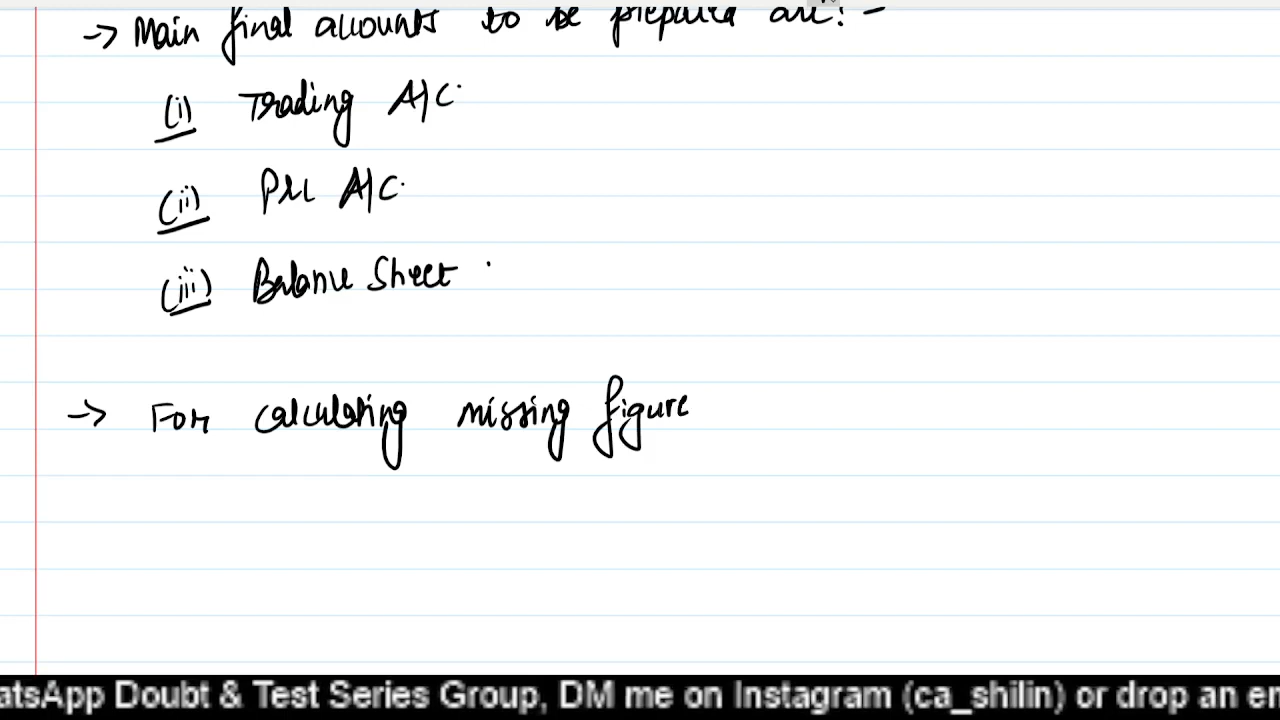 → Main final accounts to be prepared are:-
(i) Trading A/C.
(ii) P&L A/C.
(iii) Balance Sheet.
→ For calculating missing figure
atsApp Doubt & Test Series Group, DM me on Instagram (ca_shilin) or drop an e